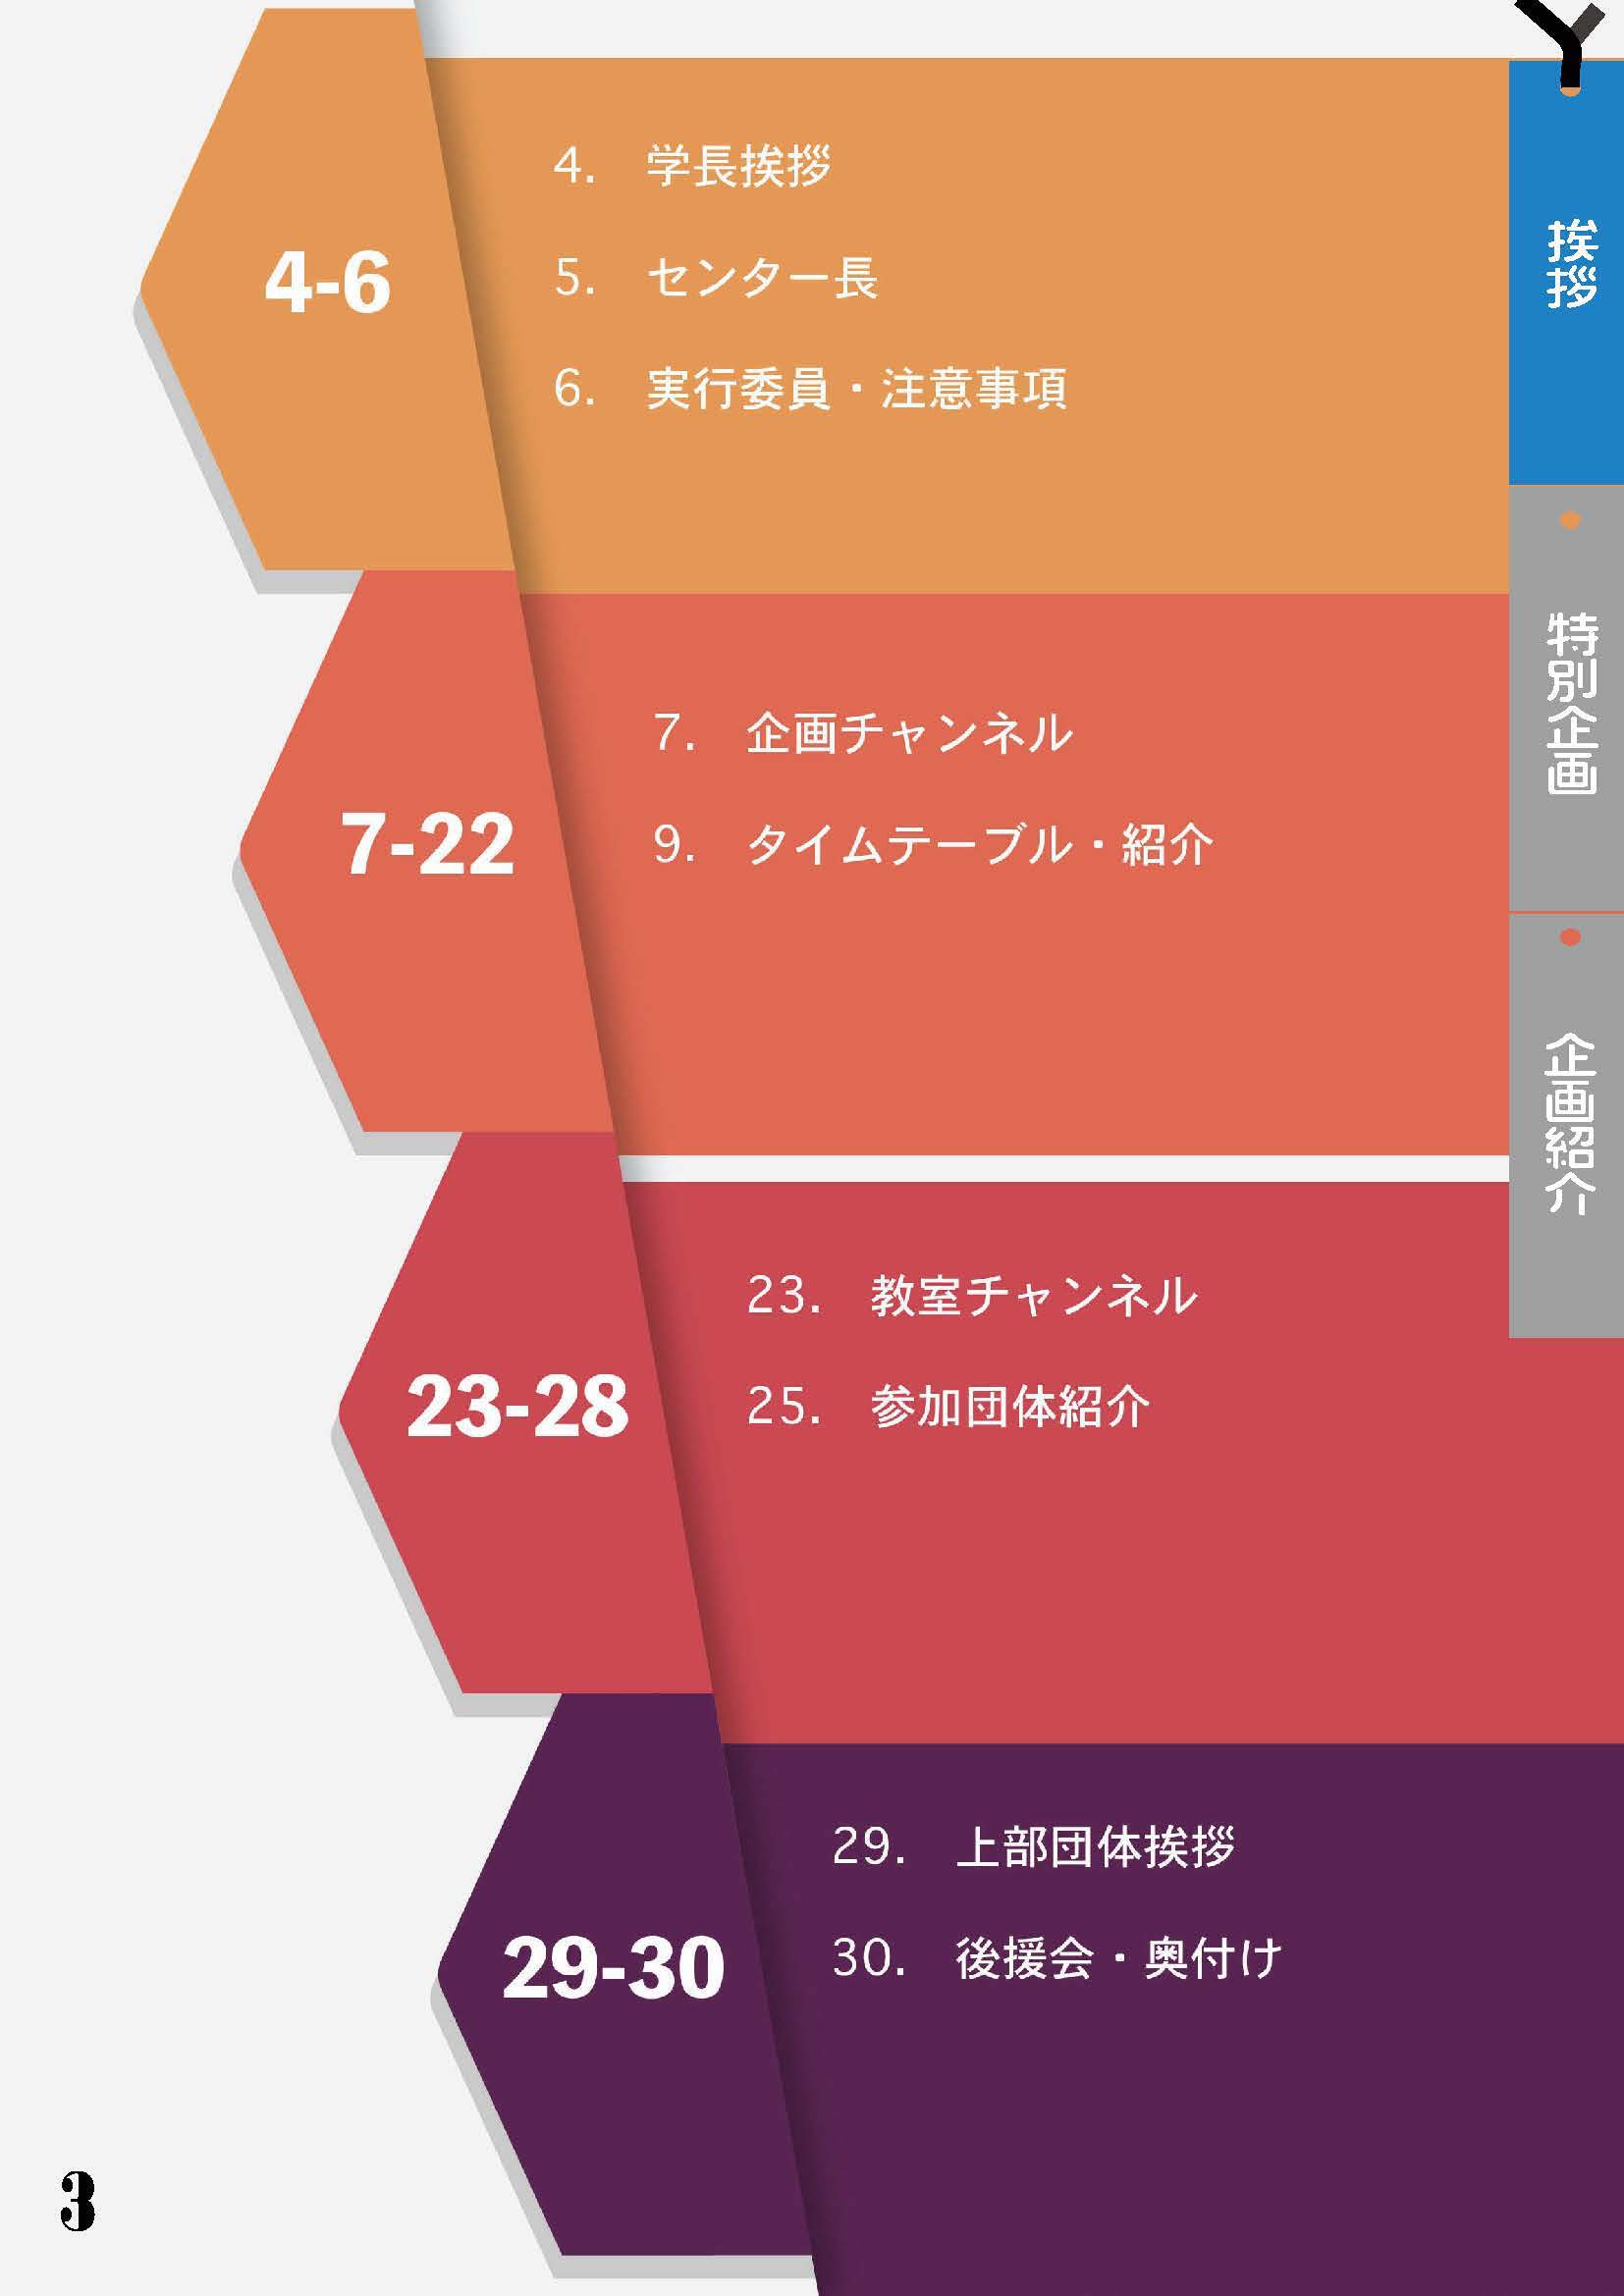 4-6
4. 学長挨拶
5. センター長
6. 実行委員・注意事項
7-22
7. 企画チャンネル
9. タイムテーブル・紹介
23-28
23. 教室チャンネル
25. 参加団体紹介
29-30
29. 上部団体挨拶
30. 後援会・奥付け
挨拶
特別企画
企画紹介
3